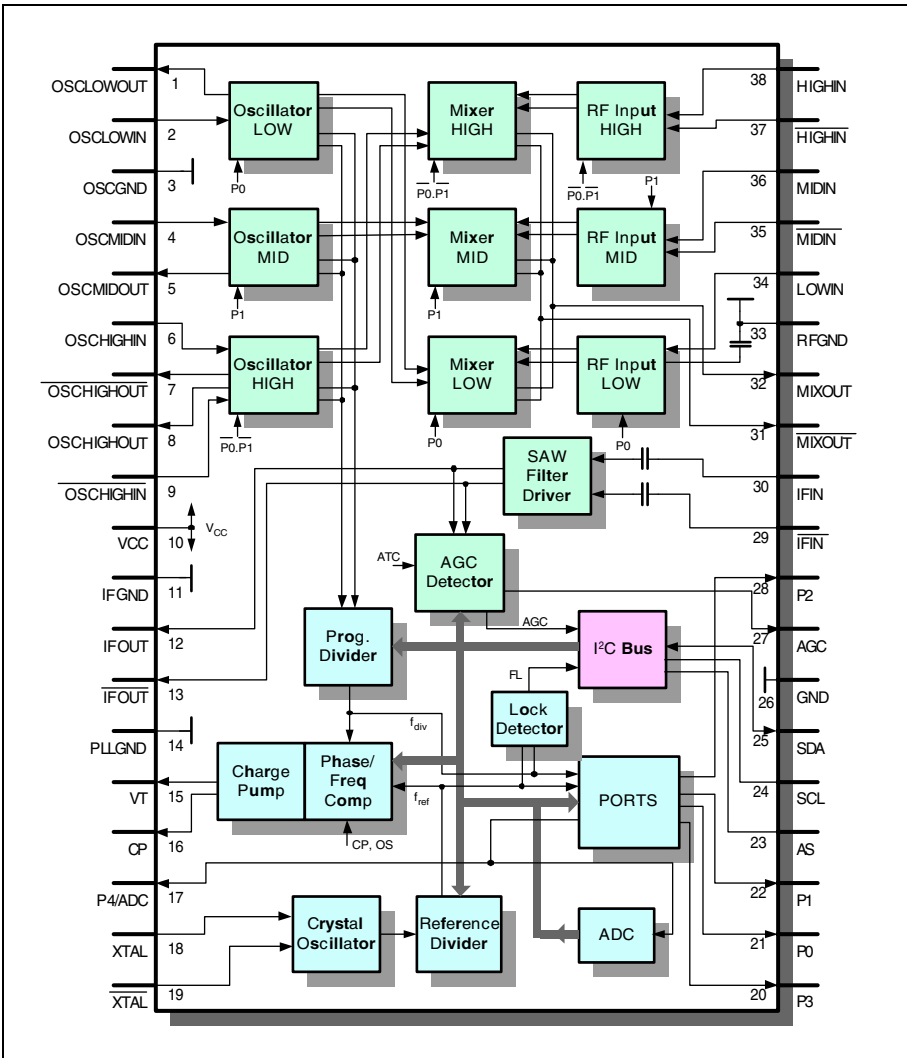 OSCLOWOUT
1
OSCLOWIN
2
OSCGND
3
OSCMIDIN
4
OSCMIDOUT
5
OSCHIGHIN
6
OSCHIGHOUT
7
OSCHIGHOUT
8
OSCHIGHIN
9
VCC
10
VCC
IFGND
11
IFOUT
12
IFOUT
13
PLLGND
14
VT
15
CP
16
P4/ADC
17
XTAL
18
XTAL
19
Oscillator
LOW
P0
Oscillator
MID
P1
Oscillator
HIGH
P0.P1
Mixer
HIGH
P0.P1
Mixer
MID
P1
Mixer
LOW
P0
RF Input
HIGH
P0.P1
P1
RF Input
MID
RF Input
LOW
P0
SAW
Filter
Driver
ATC
AGC
Detector
AGC
Prog.
Divider
I²C Bus
FL
Lock
Detector
fdiv
Charge
Pump
Phase/
Freq
Comp
fref
CP, OS
PORTS
Crystal
Oscillator
Reference
Divider
ADC
38
HIGHIN
37
HIGHIN
36
MIDIN
35
MIDIN
34
LOWIN
33
RFGND
32
MIXOUT
31
MIXOUT
30
IFIN
29
IFIN
28
P2
27
AGC
26
GND
25
SDA
24
SCL
23
AS
22
P1
21
P0
20
P3